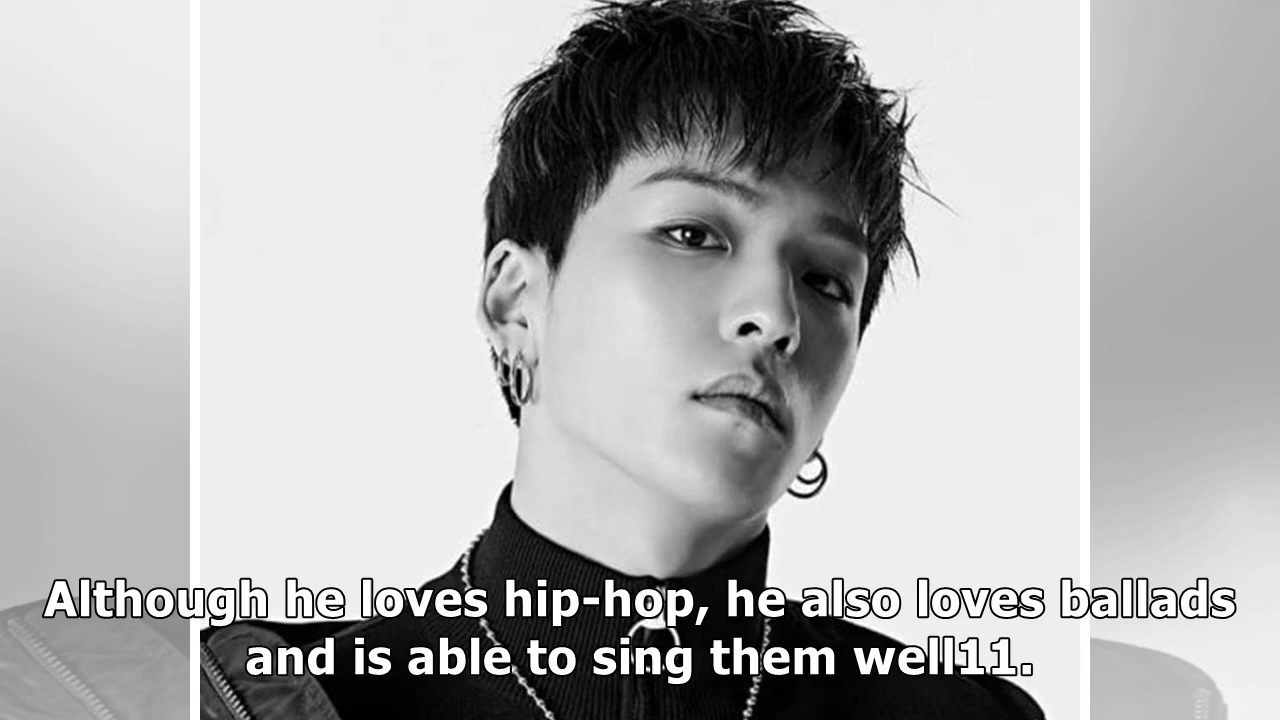 Although he loves hip-hop, he also loves ballads
and is able to sing them well11.